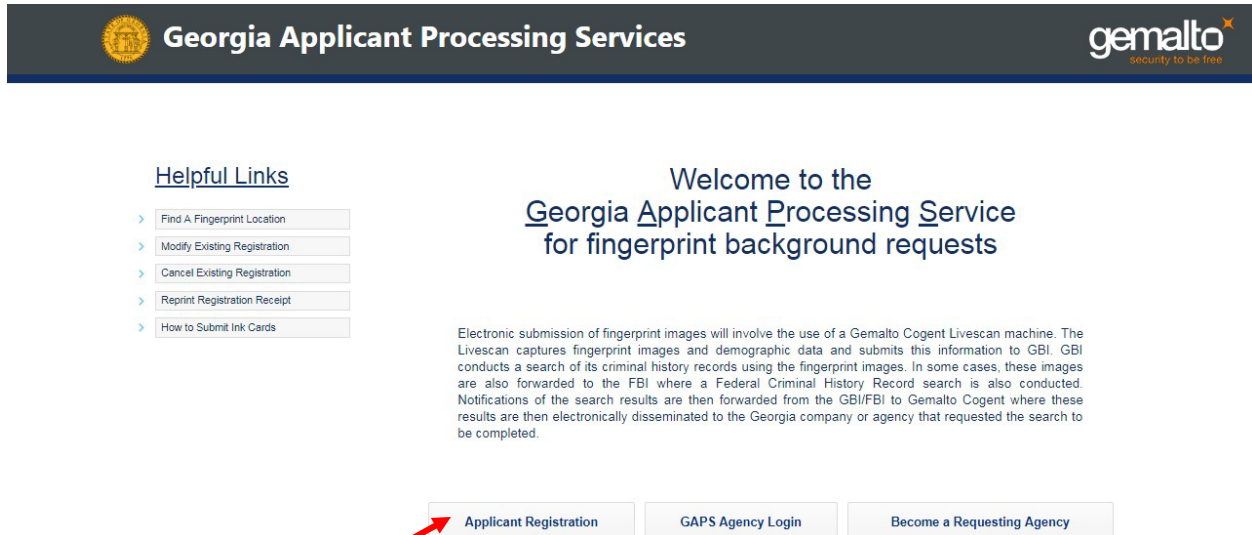 Georgia Applicant Processing Services
gemalto
security to be free
Helpful Links
Find A Fingerprint Location
Modify Existing Registration
Cancel Existing Registration
Reprint Registration Receipt
How to Submit Ink Cards
Welcome to the
Georgia Applicant Processing Service
for fingerprint background requests
Electronic submission of fingerprint images will involve the use of a Gemalto Cogent Livescan machine. The
Livescan captures fingerprint images and demographic data and submits this information to GBI. GBI
conducts a search of its criminal history records using the fingerprint images. In some cases, these images
are also forwarded to the FBI where a Federal Criminal History Record search is also conducted.
Notifications of the search results are then forwarded from the GBI/FBI to Gemalto Cogent where these
results are then electronically disseminated to the Georgia company or agency that requested the search to
be completed.
Applicant Registration
GAPS Agency Login
Become a Requesting Agency